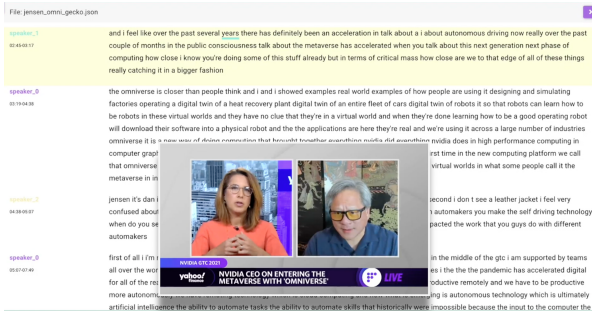 File: jensen_omni_gecko.json
speaker_1
02:45-03:17
and i feel like over the past several years there has definitely been an acceleration in talk about a i about autonomous driving now really over the past
couple of months in the public consciousness talk about the metaverse has accelerated when you talk about this next generation next phase of
computing how close i know you're doing some of this stuff already but in terms of critical mass how close are we to that edge of all of these things
really catching it in a bigger fashion
speaker_0
03:19-04:38
the omniverse is closer than people think and i and i showed examples real world examples of how people are using it designing and simulating
factories operating a digital twin of a heat recovery plant digital twin of an entire fleet of cars digital twin of robots it so that robots can learn how to
be robots in these virtual worlds and they have no clue that they're in a virtual world and when they're done learning how to be a good operating robot
will download their software into a physical robot and the the applications are here they're real and we're using it across a large number of industries
omniverse it is a new way of doing computing that brought together everything nvidia did everything nvidia does in high performance computing in
computer graph
rst time in the new computing platform we call
that omniverse
virtual worlds in what some people call it the
metaverse in in
speaker_2
04:38-05:07
jensen it's dan i
second i don t see a leather jacket i feel very
confused about
n automakers you make the self driving technology
when do you se
pacted the work that you guys do with different
automakers
speaker_0
05:07-07:49
first of all i i'm r
in the middle of the gtc i am supported by teams
all over the wor
es i the the the pandemic has accelerated digital
for all of the rea
roductive remotely and we have to be productive
more autonom
ing is autonomous technology which is ultimately
artificial intelligence the ability to automate tasks the ability to automate skills that historically were impossible because the input to the computer the
NVIDIA GTC 2021
yahoo!
finance
NVIDIA CEO ON ENTERING THE
METAVERSE WITH 'OMNIVERSE'
LIVE